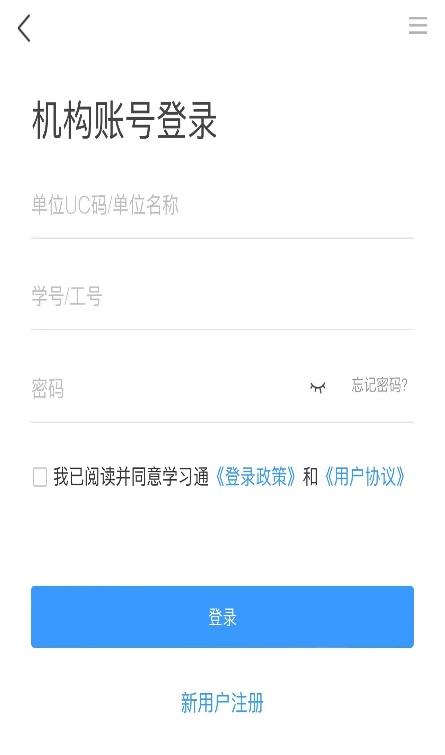 机构账号登录
单位UC码/单位名称
学号/工号
密码 忘记密码?
我已阅读并同意学习通《登录政策》和《用户协议》
登录
新用户注册